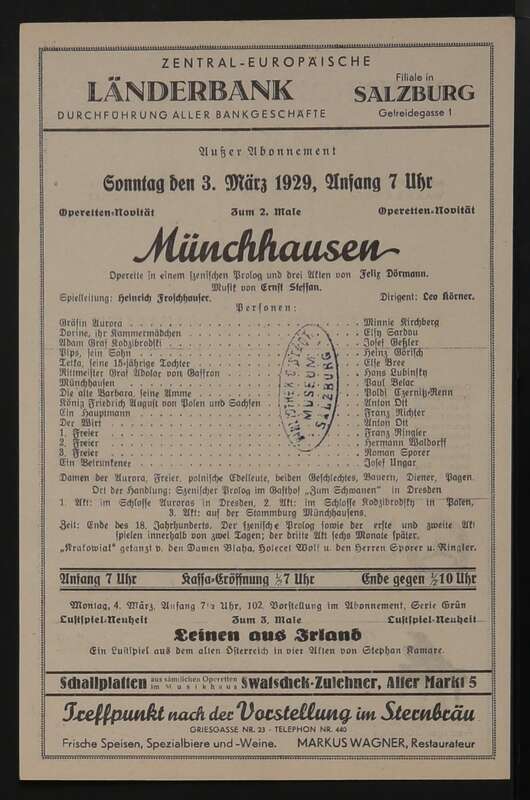 ZENTRAL-EUROPÄISCHE
LÄNDERBANK
DURCHFÜHRUNG ALLER BANKGESCHÄFTE
Filiale in
SALZBURG
Getreidegasse 1
Außer Abonnement
Sonntag den 3. März 1929, Anfang 7 Uhr
Operetten-Novität Zum 2. Male Operetten-Novität
Münchhausen
Operette in einem szenischen Prolog und drei Akten von Felix Dörmann.
Musik von Ernst Steffan.
Spielleitung: Heinrich Froschhauser. Dirigent: Leo Körner.
Personen:
Gräfin Aurora . . . Minnie Kirchberg
Dorine, ihr Kammermädchen . . . Elsy Sardou
Adam Graf Kodzibrodski . . . Josef Geßler
Pips, sein Sohn . . . Heinz Görisch
Tetka, seine 15-jährige Tochter . . . Else Bree
Rittmeister Graf Adolar von Gaffron . . . Hans Lubinsky
Münchhausen . . . Paul Belac
Die alte Barbara, seine Amme . . . Poldi Czernitz-Renn
König Friedrich August von Polen und Sachsen . . . Anton Ott
Ein Hauptmann . . . Franz Richter
Der Wirt . . . Anton Ott
1. Freier . . . Franz Ringler
2. Freier . . . Hermann Waldorff
3. Freier . . . Roman Sporer
Ein Betrunkener . . . Josef Ungar
Damen der Aurora, Freier, polnische Edelleute, beiden Geschlechtes, Bauern, Diener, Pagen.
Ort der Handlung: Szenischer Prolog im Gasthof „Zum Schwanen“ in Dresden
1. Akt: im Schlosse Auroras in Dresden, 2. Akt: im Schlosse Kodzibrodskis in Polen,
3. Akt: auf der Stammburg Münchhausens.
Zeit: Ende des 18. Jahrhunderts. Der szenische Prolog sowie der erste und zweite Akt
spielen innerhalb von zwei Tagen; der dritte Akt sechs Monate später.
„Krakowiak“ getanzt v. den Damen Blaha, Holecel Wolf u. den Herren Sporer u. Ringler.
BIBLIOTHEK D. STÄDT.
MUSEUM
SALZBURG
Anfang 7 Uhr Kassa-Eröffnung ½7 Uhr Ende gegen ½10 Uhr
Montag, 4. März, Anfang 7½ Uhr, 102. Vorstellung im Abonnement, Serie Grün
Lustspiel-Neuheit Zum 3. Male Lustspiel-Neuheit
Leinen aus Irland
Ein Lustspiel aus dem alten Österreich in vier Akten von Stephan Kamare.
Schallplatten aus sämtlichen Operetten im Musikhaus Swatschek-Zulehner, Alter Markt 5
Treffpunkt nach der Vorstellung im Sternbräu
GRIESGASSE NR. 23 - TELEPHON NR. 440
Frische Speisen, Spezialbiere und -Weine. MARKUS WAGNER, Restaurateur